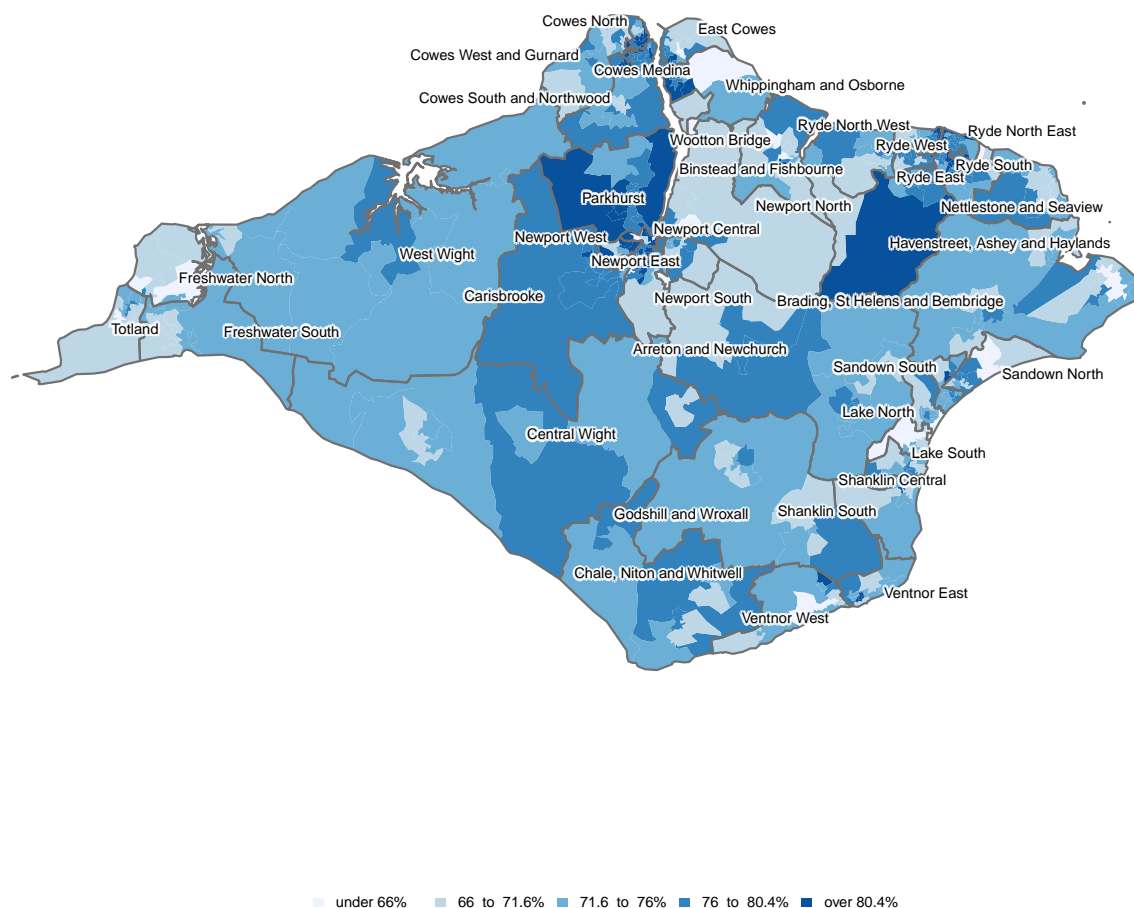 Cowes North
East Cowes
Cowes West and Gurnard
Cowes Medina
Whippingham and Osborne
Cowes South and Northwood
Ryde North West
Ryde North East
Wootton Bridge
Ryde West
Ryde South
Binstead and Fishbourne
Ryde East
Parkhurst
Newport North
Nettlestone and Seaview
Newport Central
Newport West
Havenstreet, Ashey and Haylands
West Wight
Newport East
Freshwater North
Carisbrooke
Newport South
Brading, St Helens and Bembridge
Totland
Freshwater South
Arreton and Newchurch
Sandown South
Sandown North
Lake North
Central Wight
Lake South
Shanklin Central
Godshill and Wroxall
Shanklin South
Chale, Niton and Whitwell
Ventnor East
Ventnor West
under 66% 66 to 71.6% 71.6 to 76% 76 to 80.4% over 80.4%